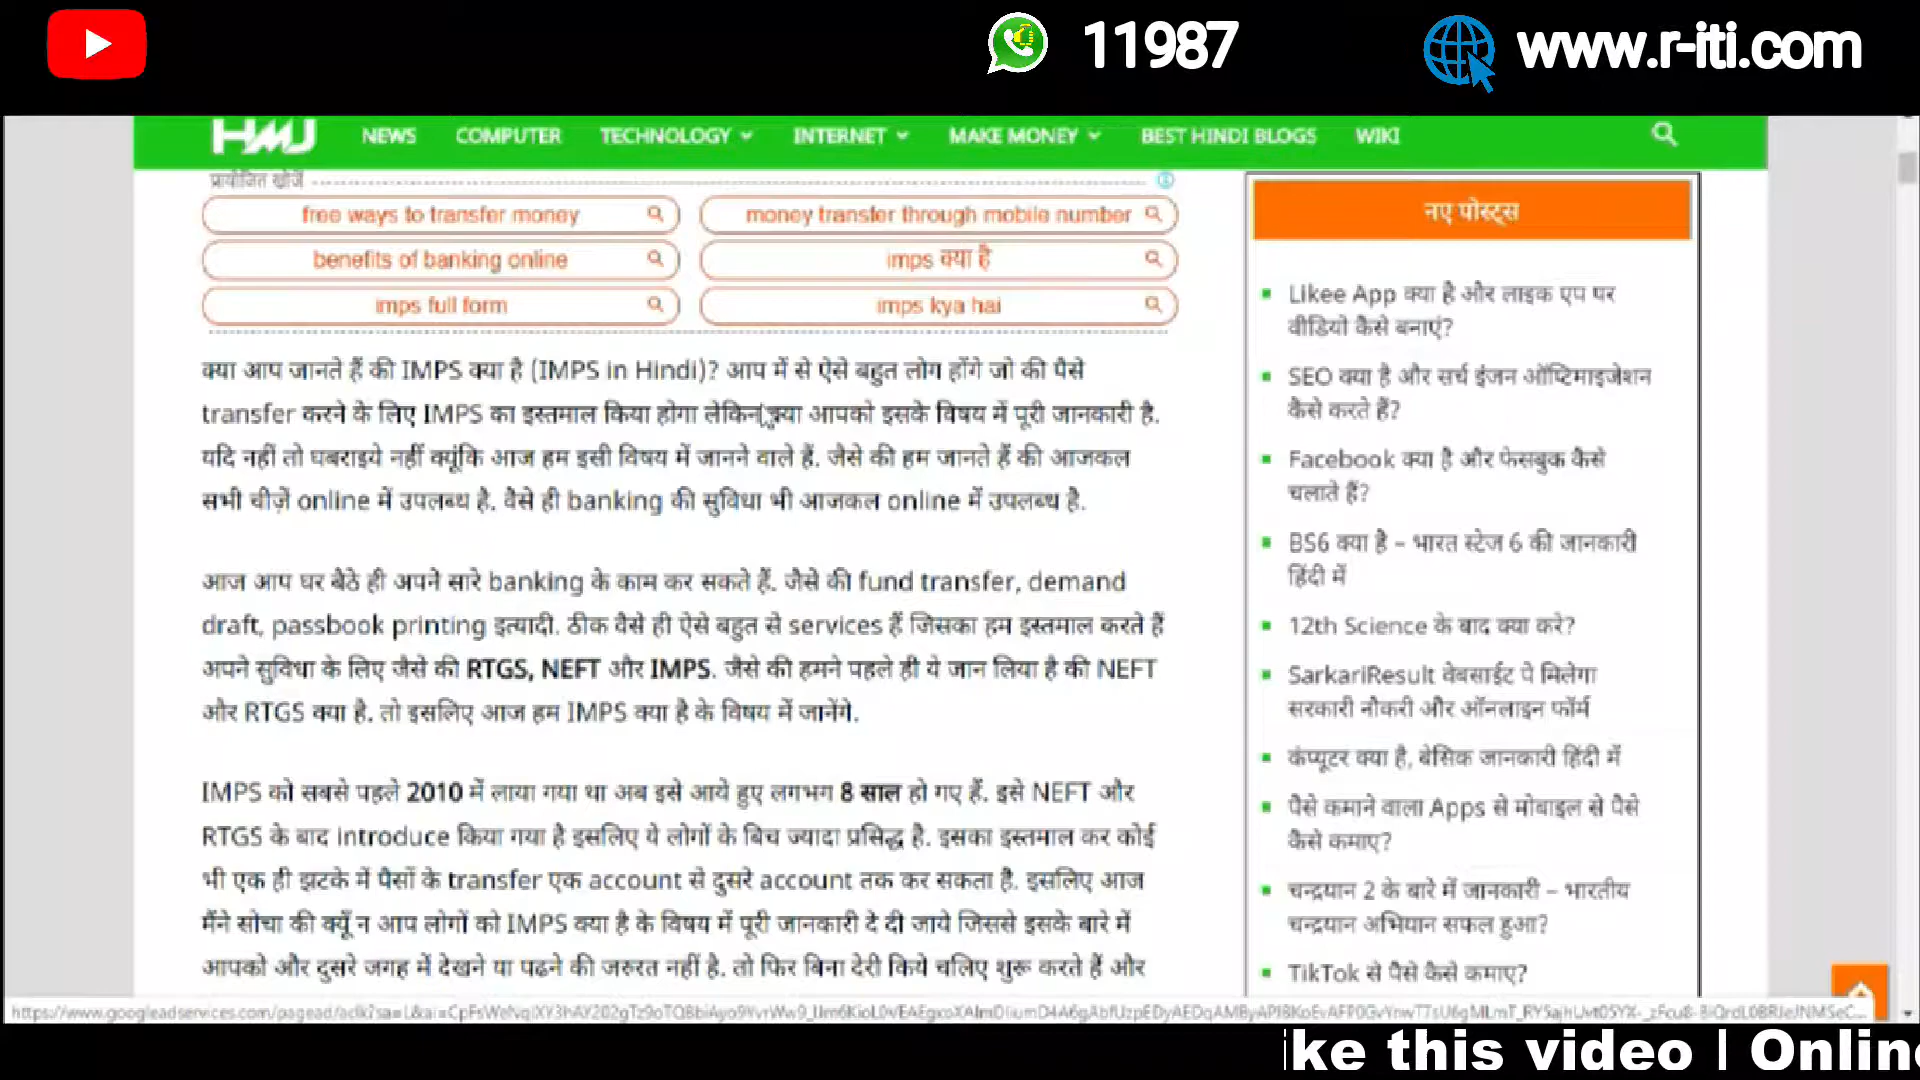 11987
www.r-iti.com
HMJ NEWS COMPUTER TECHNOLOGY INTERNET MAKE MONEY BEST HINDI BLOGS WIKI
प्रायोजित खोजें
free ways to transfer money
money transfer through mobile number
benefits of banking online
imps क्या है
imps full form
imps kya hai
क्या आप जानते हैं की IMPS क्या है (IMPS in Hindi)? आप में से ऐसे बहुत लोग होंगे जो की पैसे
transfer करने के लिए IMPS का इस्तमाल किया होगा लेकिन क्या आपको इसके विषय में पूरी जानकारी है.
यदि नहीं तो घबराइये नहीं क्यूंकि आज हम इसी विषय में जानने वाले हैं. जैसे की हम जानते हैं की आजकल
सभी चीज़ें online में उपलब्ध है. वैसे ही banking की सुविधा भी आजकल online में उपलब्ध है.
आज आप घर बैठे ही अपने सारे banking के काम कर सकते हैं. जैसे की fund transfer, demand
draft, passbook printing इत्यादी. ठीक वैसे ही ऐसे बहुत से services हैं जिसका हम इस्तमाल करते हैं
अपने सुविधा के लिए जैसे की RTGS, NEFT और IMPS. जैसे की हमने पहले ही ये जान लिया है की NEFT
और RTGS क्या है. तो इसलिए आज हम IMPS क्या है के विषय में जानेंगे.
IMPS को सबसे पहले 2010 में लाया गया था अब इसे आये हुए लगभग 8 साल हो गए हैं. इसे NEFT और
RTGS के बाद introduce किया गया है इसलिए ये लोगों के बिच ज्यादा प्रसिद्ध है. इसका इस्तमाल कर कोई
भी एक ही झटके में पैसों के transfer एक account से दुसरे account तक कर सकता है. इसलिए आज
मैंने सोचा की क्यूँ न आप लोगों को IMPS क्या है के विषय में पूरी जानकारी दे दी जाये जिससे इसके बारे में
आपको और दुसरे जगह में देखने या पढने की जरुरत नहीं है. तो फिर बिना देरी किये चलिए शुरू करते हैं और
नए पोस्ट्स
Likee App क्या है और लाइक एप पर
वीडियो कैसे बनाएं?
SEO क्या है और सर्च इंजन ऑप्टिमाइजेशन
कैसे करते हैं?
Facebook क्या है और फेसबुक कैसे
चलाते हैं?
BS6 क्या है – भारत स्टेज 6 की जानकारी
हिंदी में
12th Science के बाद क्या करे?
SarkariResult वेबसाईट पे मिलेगा
सरकारी नौकरी और ऑनलाइन फॉर्म
कंप्यूटर क्या है, बेसिक जानकारी हिंदी में
पैसे कमाने वाला Apps से मोबाइल से पैसे
कैसे कमाए?
चन्द्रयान 2 के बारे में जानकारी – भारतीय
चन्द्रयान अभियान सफल हुआ?
TikTok से पैसे कैसे कमाए?
ke this video | Onlin